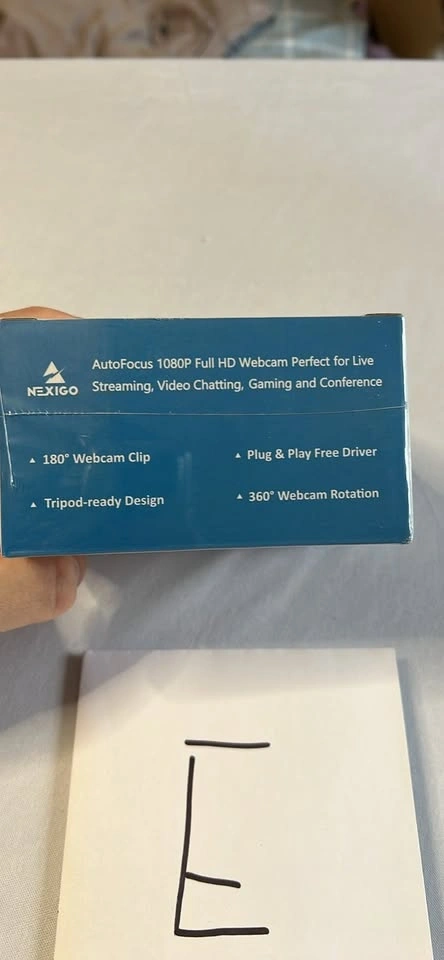 NEXIGO
AutoFocus 1080P Full HD Webcam Perfect for Live
Streaming, Video Chatting, Gaming and Conference
▲ 180° Webcam Clip
▲ Plug & Play Free Driver
▲ Tripod-ready Design
▲ 360° Webcam Rotation
E